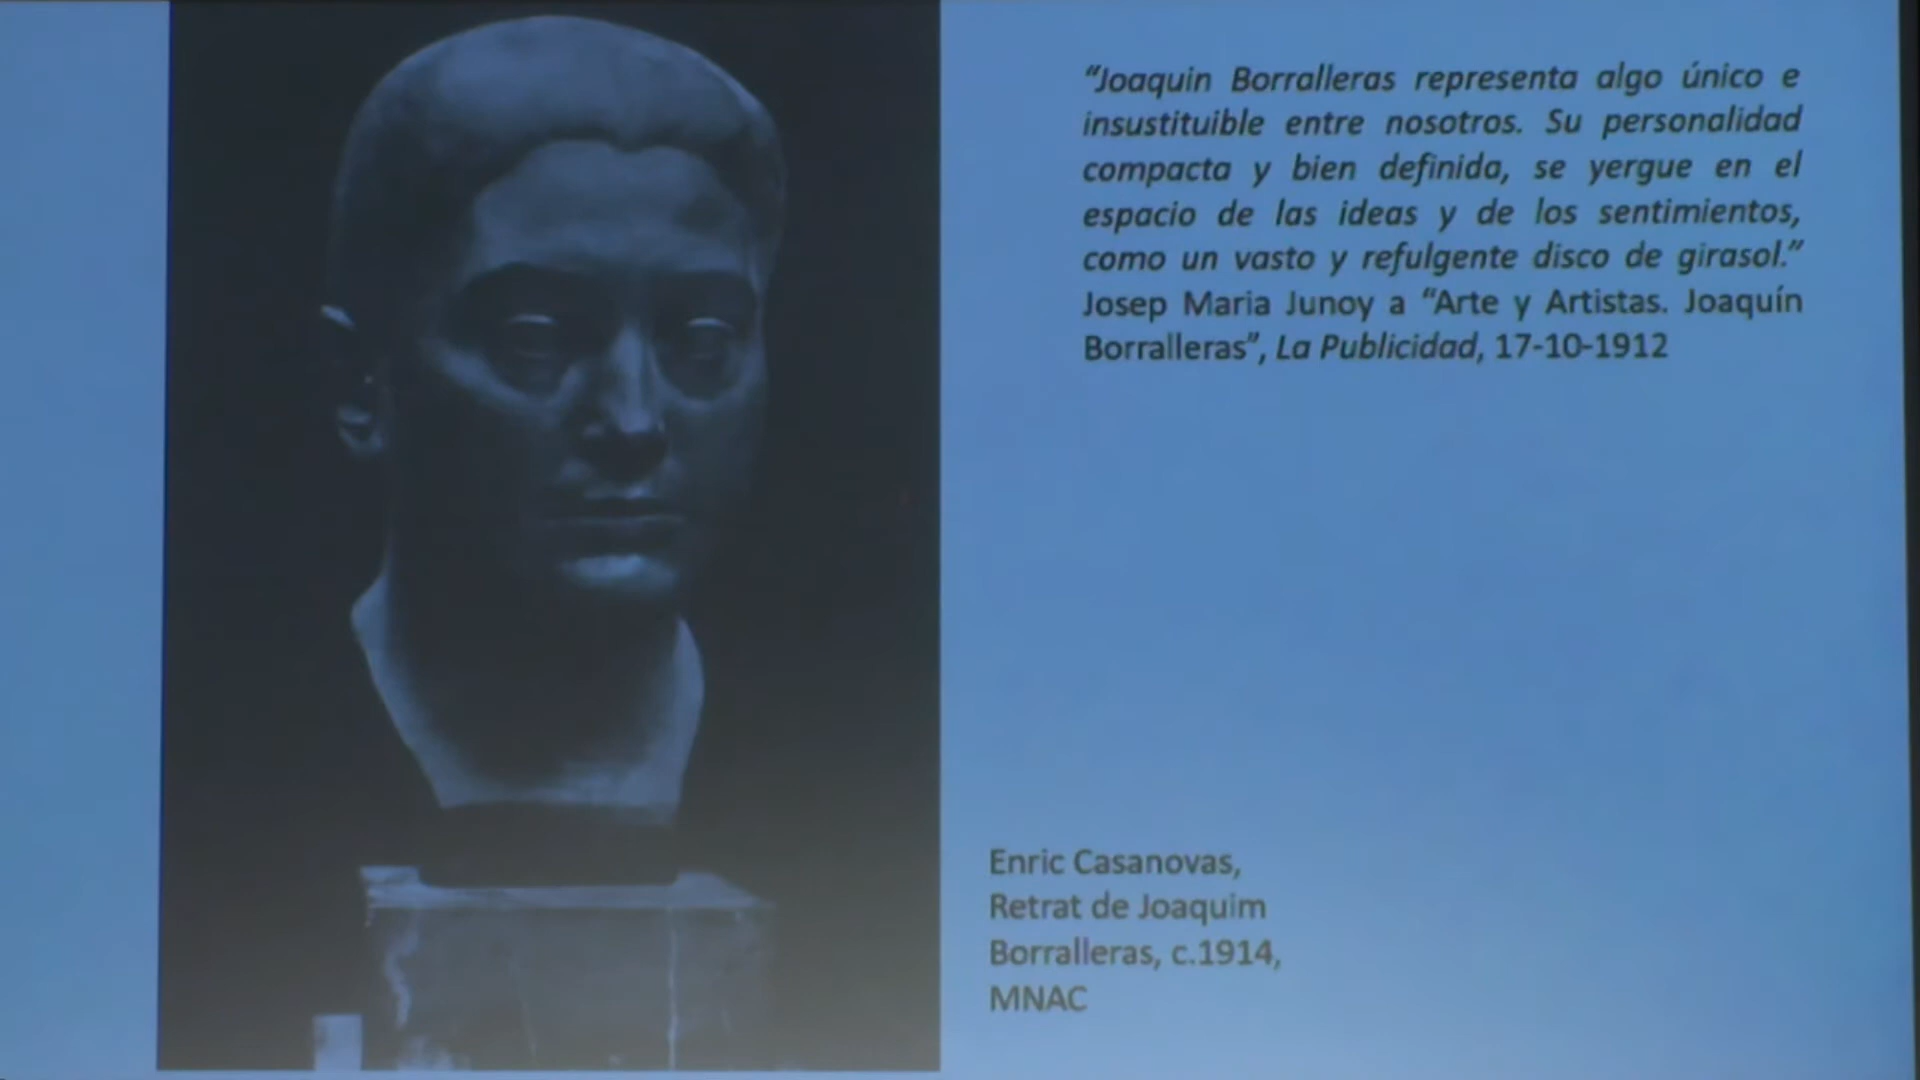 “Joaquin Borralleras representa algo único e
insustituible entre nosotros. Su personalidad
compacta y bien definida, se yergue en el
espacio de las ideas y de los sentimientos,
como un vasto y refulgente disco de girasol.”
Josep Maria Junoy a “Arte y Artistas. Joaquín
Borralleras”, La Publicidad, 17-10-1912
Enric Casanovas,
Retrat de Joaquim
Borralleras, c.1914,
MNAC